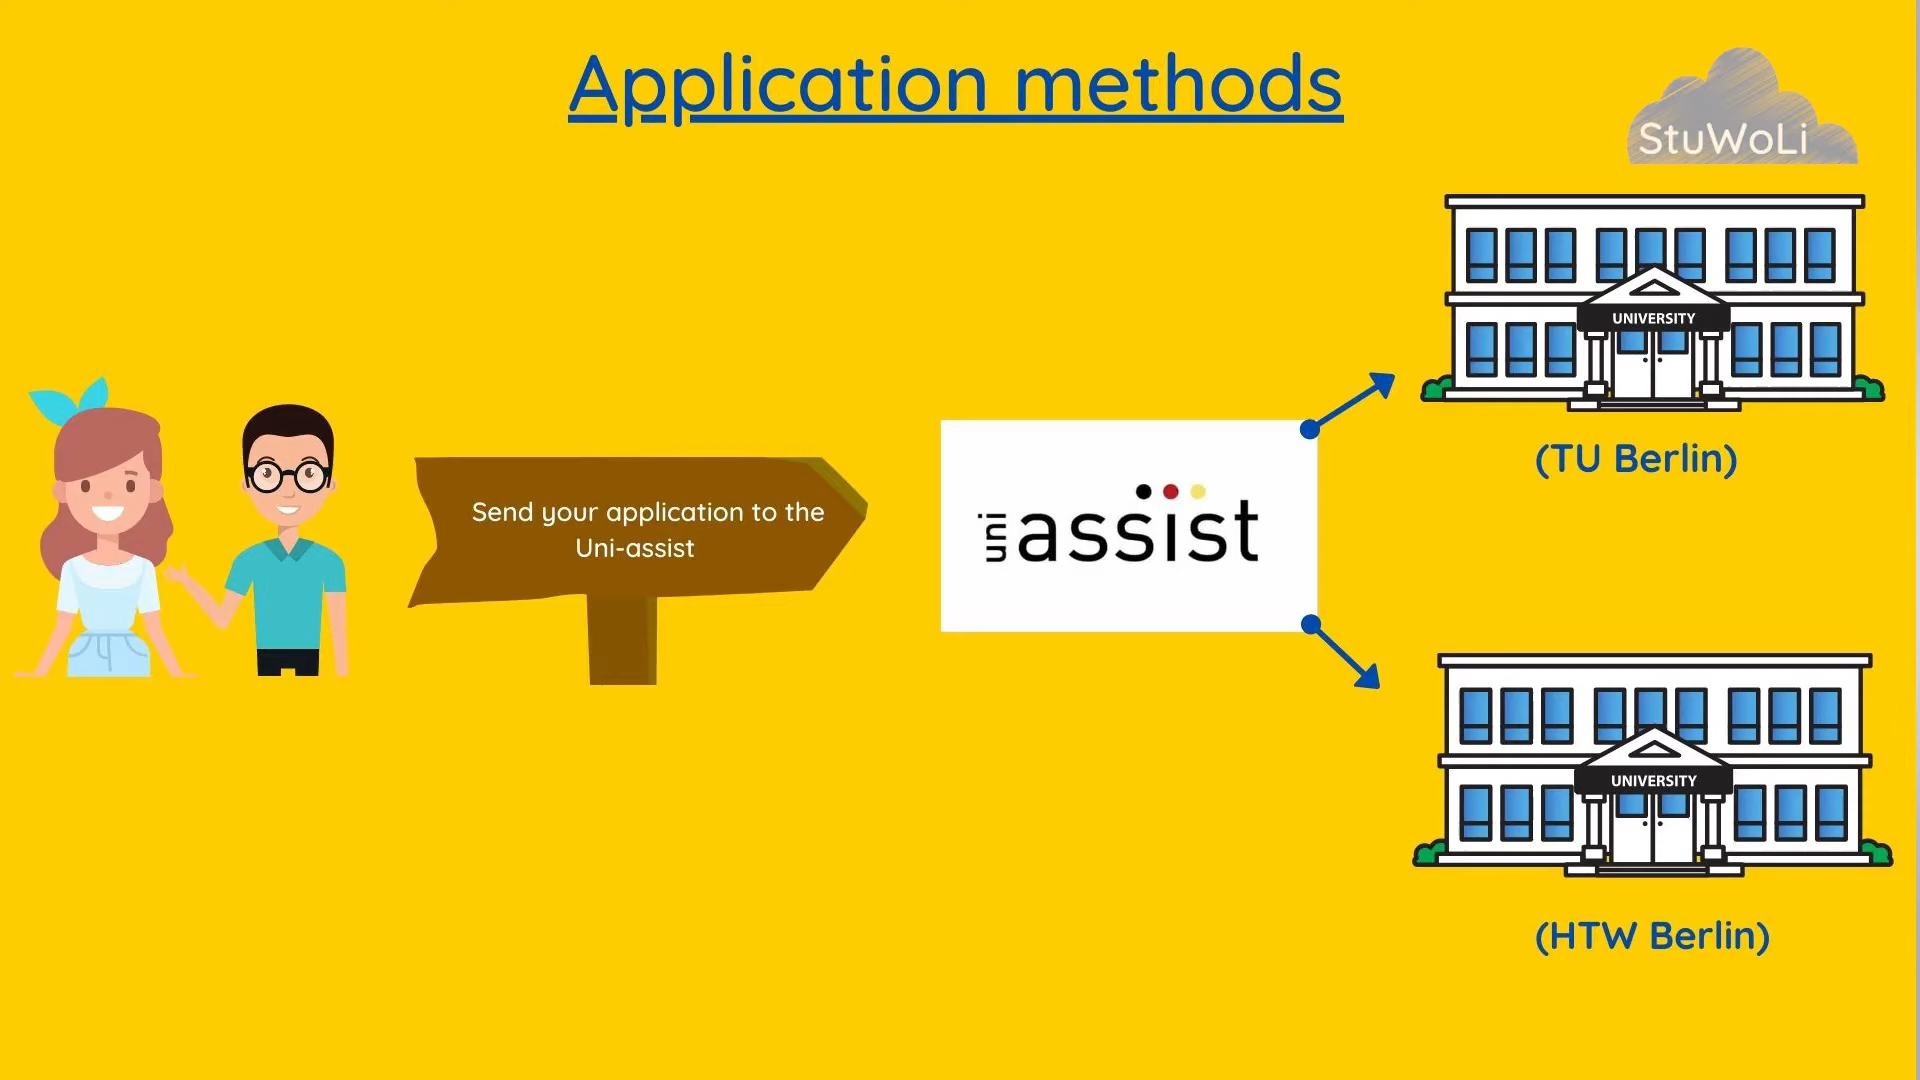 Application methods
StuWoLi
UNIVERSITY
(TU Berlin)
Send your application to the
Uni-assist
uni assist
UNIVERSITY
(HTW Berlin)